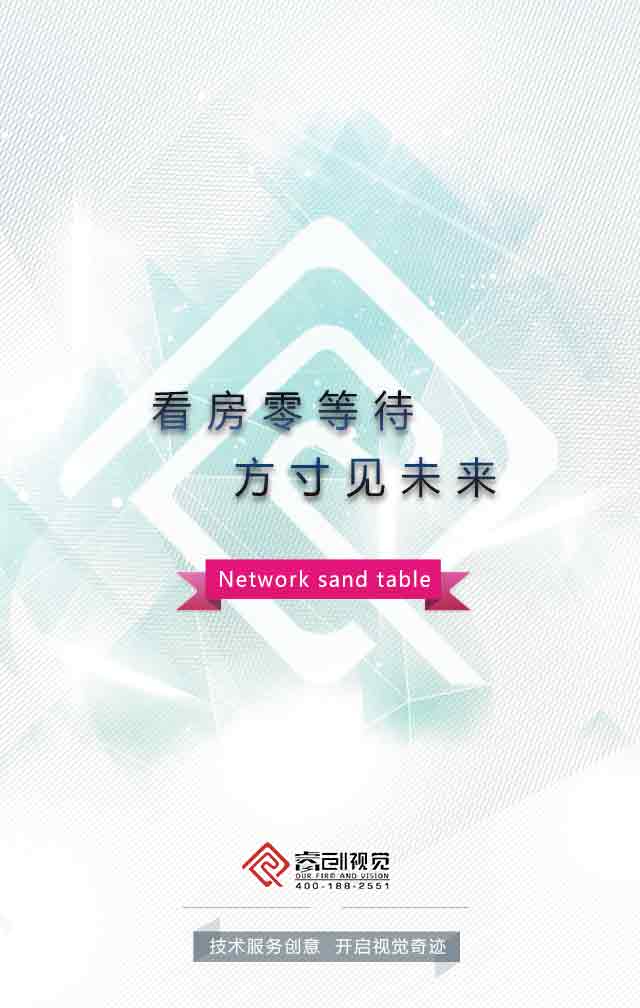 看房零等待
方寸见未来
Network sand table
睿创视觉
OUR FIRM AND VISION
400-188-2551
技术服务创意 开启视觉奇迹